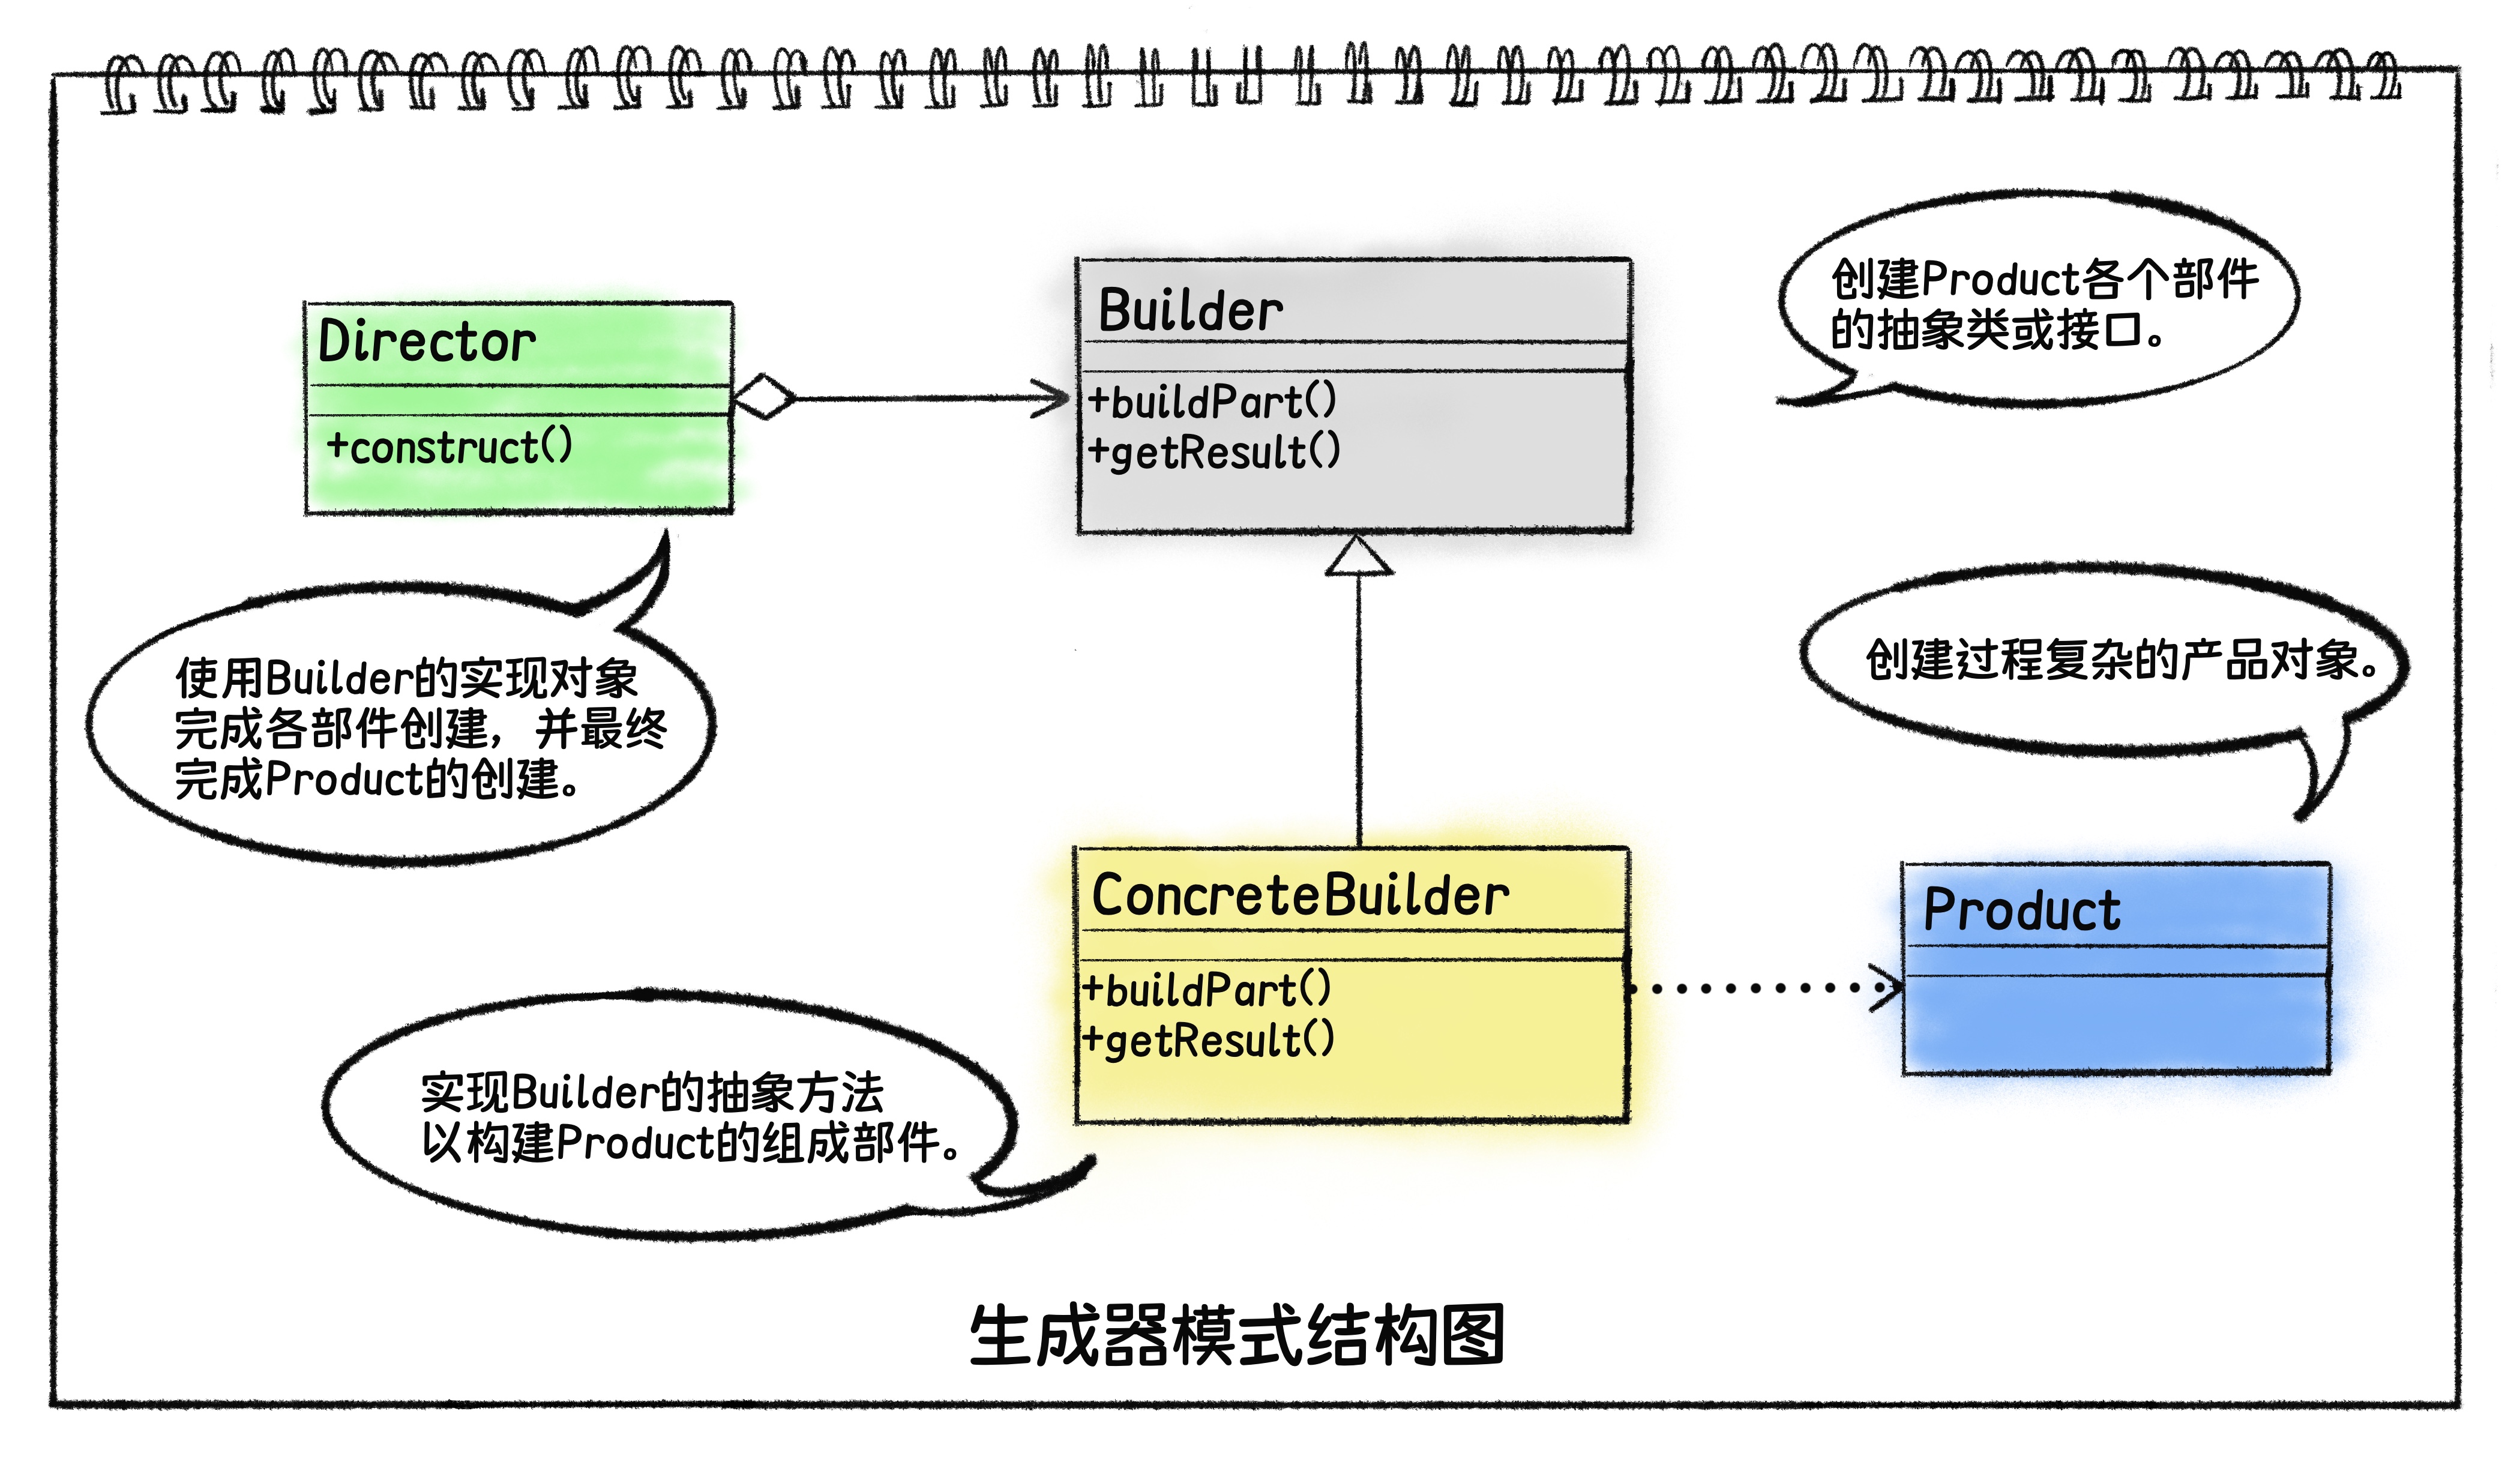 Director
+construct()
Builder
+buildPart()
+getResult()
创建Product各个部件
的抽象类或接口。
使用Builder的实现对象
完成各部件创建，并最终
完成Product的创建。
创建过程复杂的产品对象。
ConcreteBuilder
+buildPart()
+getResult()
Product
实现Builder的抽象方法
以构建Product的组成部件。
生成器模式结构图